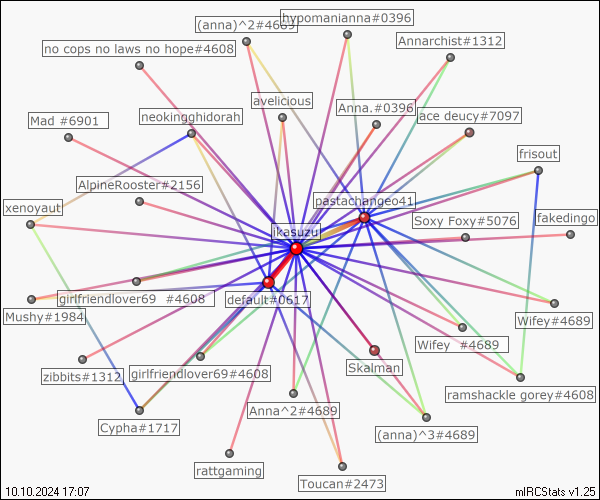 (anna)^2#4689
hypomanianna#0396
Annarchist#1312
no cops no laws no hope#4608
avelicious
Anna.#0396
ace deucy#7097
Mad #6901
neokingghidorah
frisout
AlpineRooster#2156
pastachangeo41
xenoyaut
ikasuzu
Soxy Foxy#5076
fakedingo
girlfriendlover69 #4608
default#0617
Mushy#1984
Wifey#4689
Wifey #4689
zibbits#1312
girlfriendlover69#4608
Skalman
ramshackle gorey#4608
Anna^2#4689
Cypha#1717
(anna)^3#4689
rattgaming
Toucan#2473
10.10.2024 17:07
mIRCStats v1.25